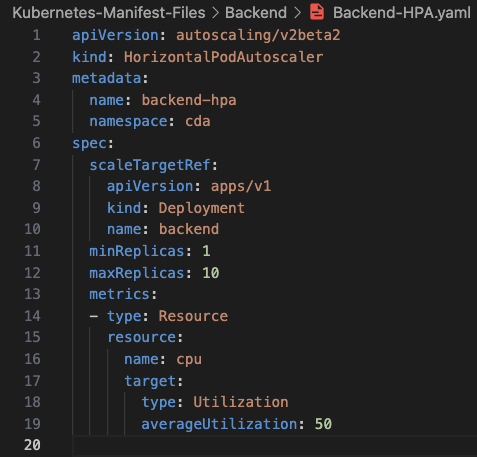 Kubernetes-Manifest-Files > Backend > Backend-HPA.yaml
1 apiVersion: autoscaling/v2beta2
2 kind: HorizontalPodAutoscaler
3 metadata:
4   name: backend-hpa
5   namespace: cda
6 spec:
7   scaleTargetRef:
8     apiVersion: apps/v1
9     kind: Deployment
10     name: backend
11   minReplicas: 1
12   maxReplicas: 10
13   metrics:
14   - type: Resource
15     resource:
16       name: cpu
17       target:
18         type: Utilization
19         averageUtilization: 50
20